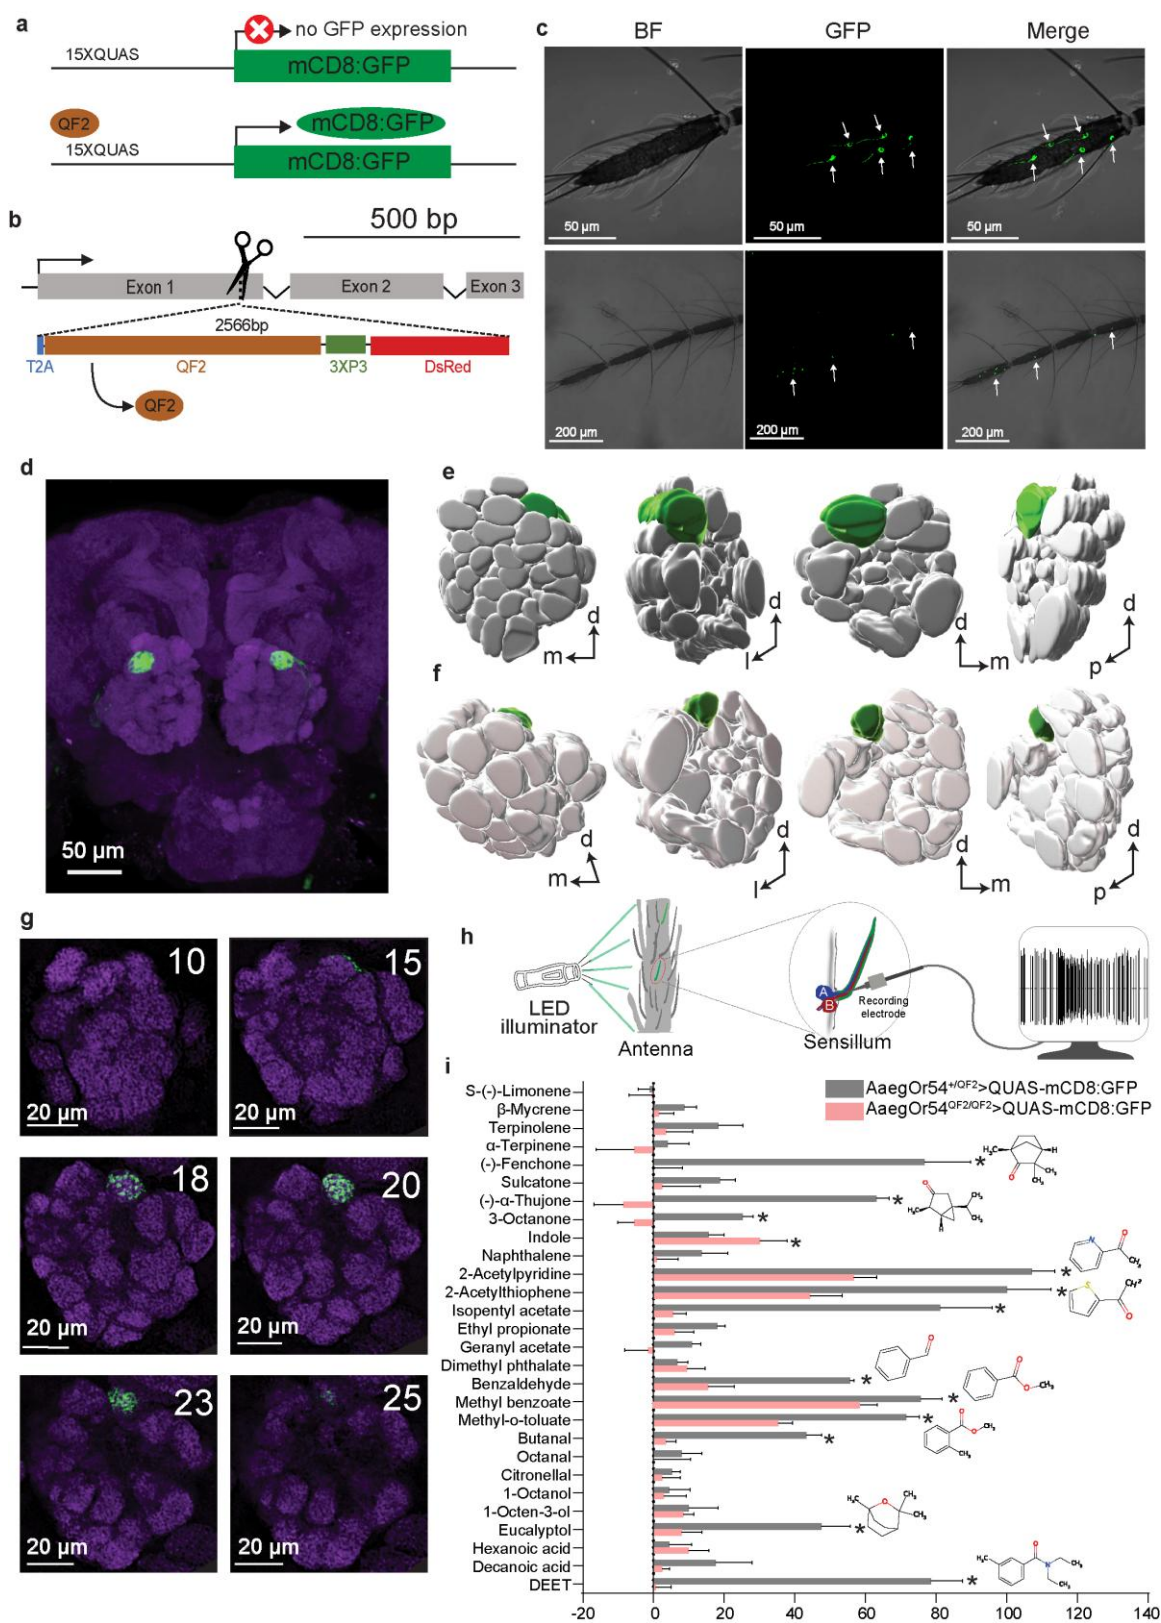 a
no GFP expression
15XQUAS
mCD8:GFP
QF2
mCD8:GFP
15XQUAS
mCD8:GFP
b
500 bp
Exon 1
Exon 2
Exon 3
2566bp
T2A
QF2
3XP3
DsRed
QF2
c
BF
GFP
Merge
50 µm
50 µm
50 µm
200 µm
200 µm
200 µm
d
50 µm
e
d
m
d
l
d
m
d
p
f
d
m
d
l
d
m
d
p
g
10
20 µm
15
20 µm
18
20 µm
20
20 µm
23
20 µm
25
20 µm
h
LED
illuminator
Antenna
A
B
Recording
electrode
Sensillum
i
AaegOr54+/QF2>QUAS-mCD8:GFP
AaegOr54QF2/QF2>QUAS-mCD8:GFP
S-(-)-Limonene
β-Myrcene
Terpinolene
α-Terpinene
(-)-Fenchone
*
Sulcatone
(-)-α-Thujone
*
3-Octanone
*
Indole
*
Naphthalene
2-Acetylpyridine
*
2-Acetylthiophene
*
Isopentyl acetate
*
Ethyl propionate
Geranyl acetate
Dimethyl phthalate
Benzaldehyde
*
Methyl benzoate
*
Methyl-o-toluate
*
Butanal
*
Octanal
Citronellal
1-Octanol
1-Octen-3-ol
Eucalyptol
*
Hexanoic acid
Decanoic acid
DEET
*
-20 0 20 40 60 80 100 120 140